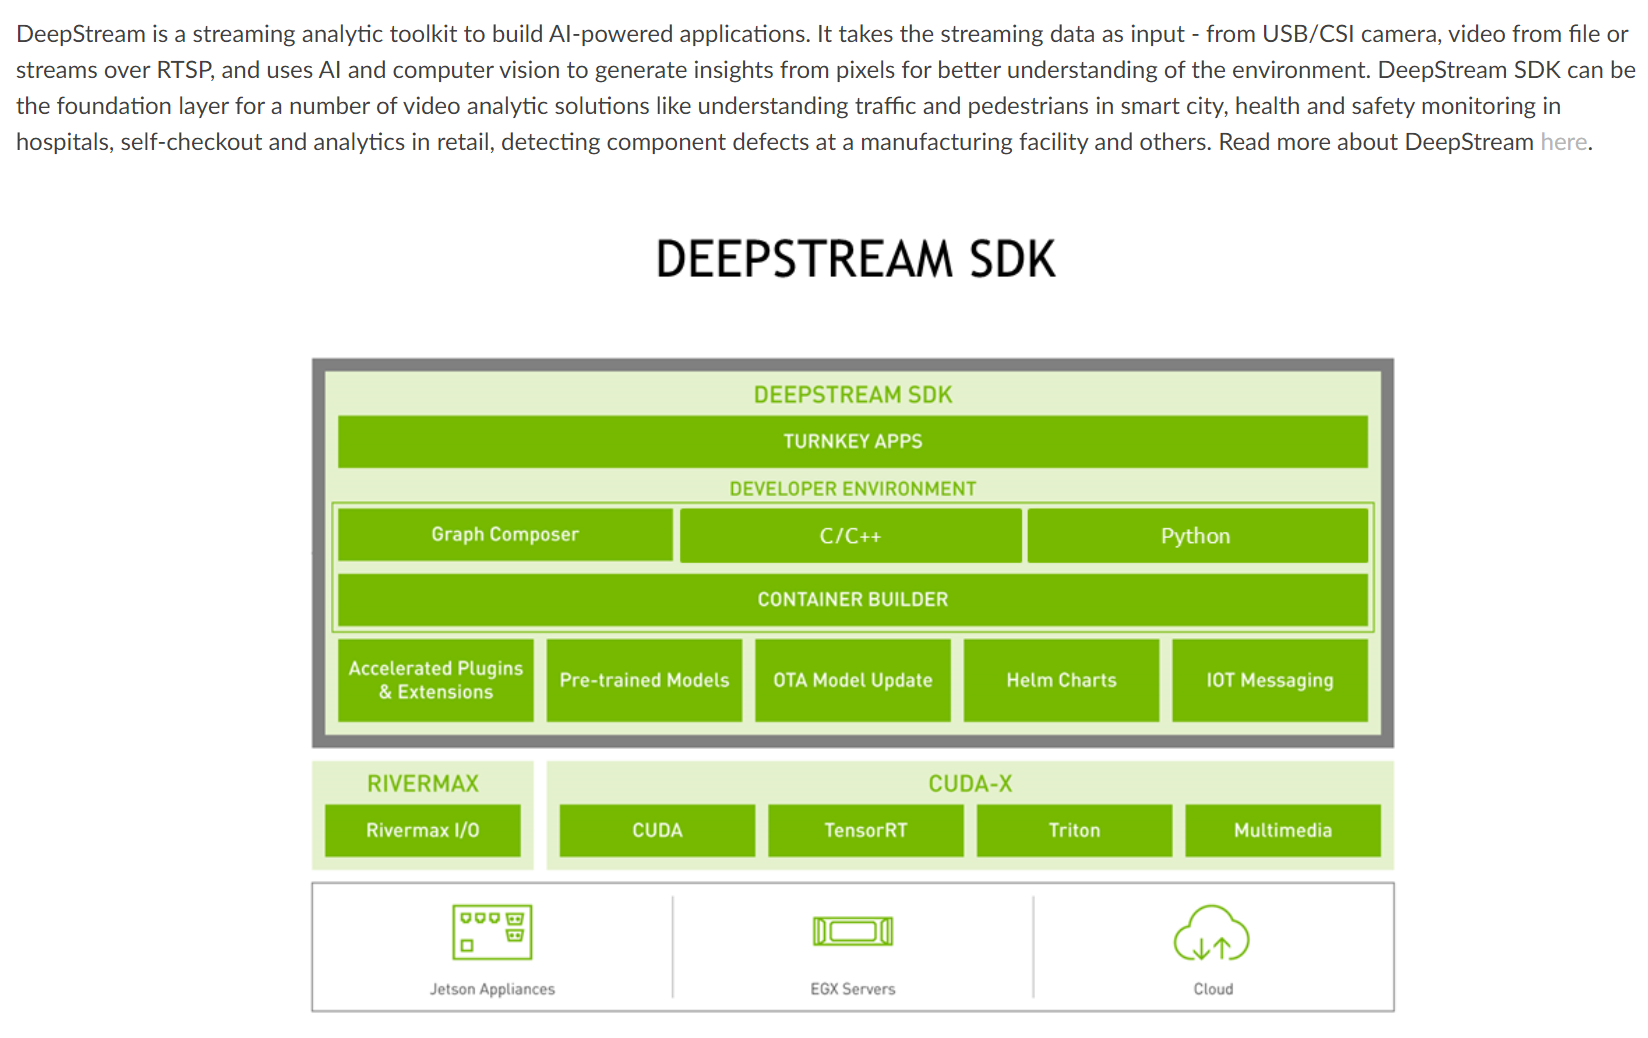 DeepStream is a streaming analytic toolkit to build AI-powered applications. It takes the streaming data as input - from USB/CSI camera, video from file or
streams over RTSP, and uses AI and computer vision to generate insights from pixels for better understanding of the environment. DeepStream SDK can be
the foundation layer for a number of video analytic solutions like understanding traffic and pedestrians in smart city, health and safety monitoring in
hospitals, self-checkout and analytics in retail, detecting component defects at a manufacturing facility and others. Read more about DeepStream here.
DEEPSTREAM SDK
DEEPSTREAM SDK
TURNKEY APPS
DEVELOPER ENVIRONMENT
Graph Composer
C/C++
Python
CONTAINER BUILDER
Accelerated Plugins
& Extensions
Pre-trained Models
OTA Model Update
Helm Charts
IOT Messaging
RIVERMAX
Rivermax I/O
CUDA-X
CUDA
TensorRT
Triton
Multimedia
Jetson Appliances
EGX Servers
Cloud